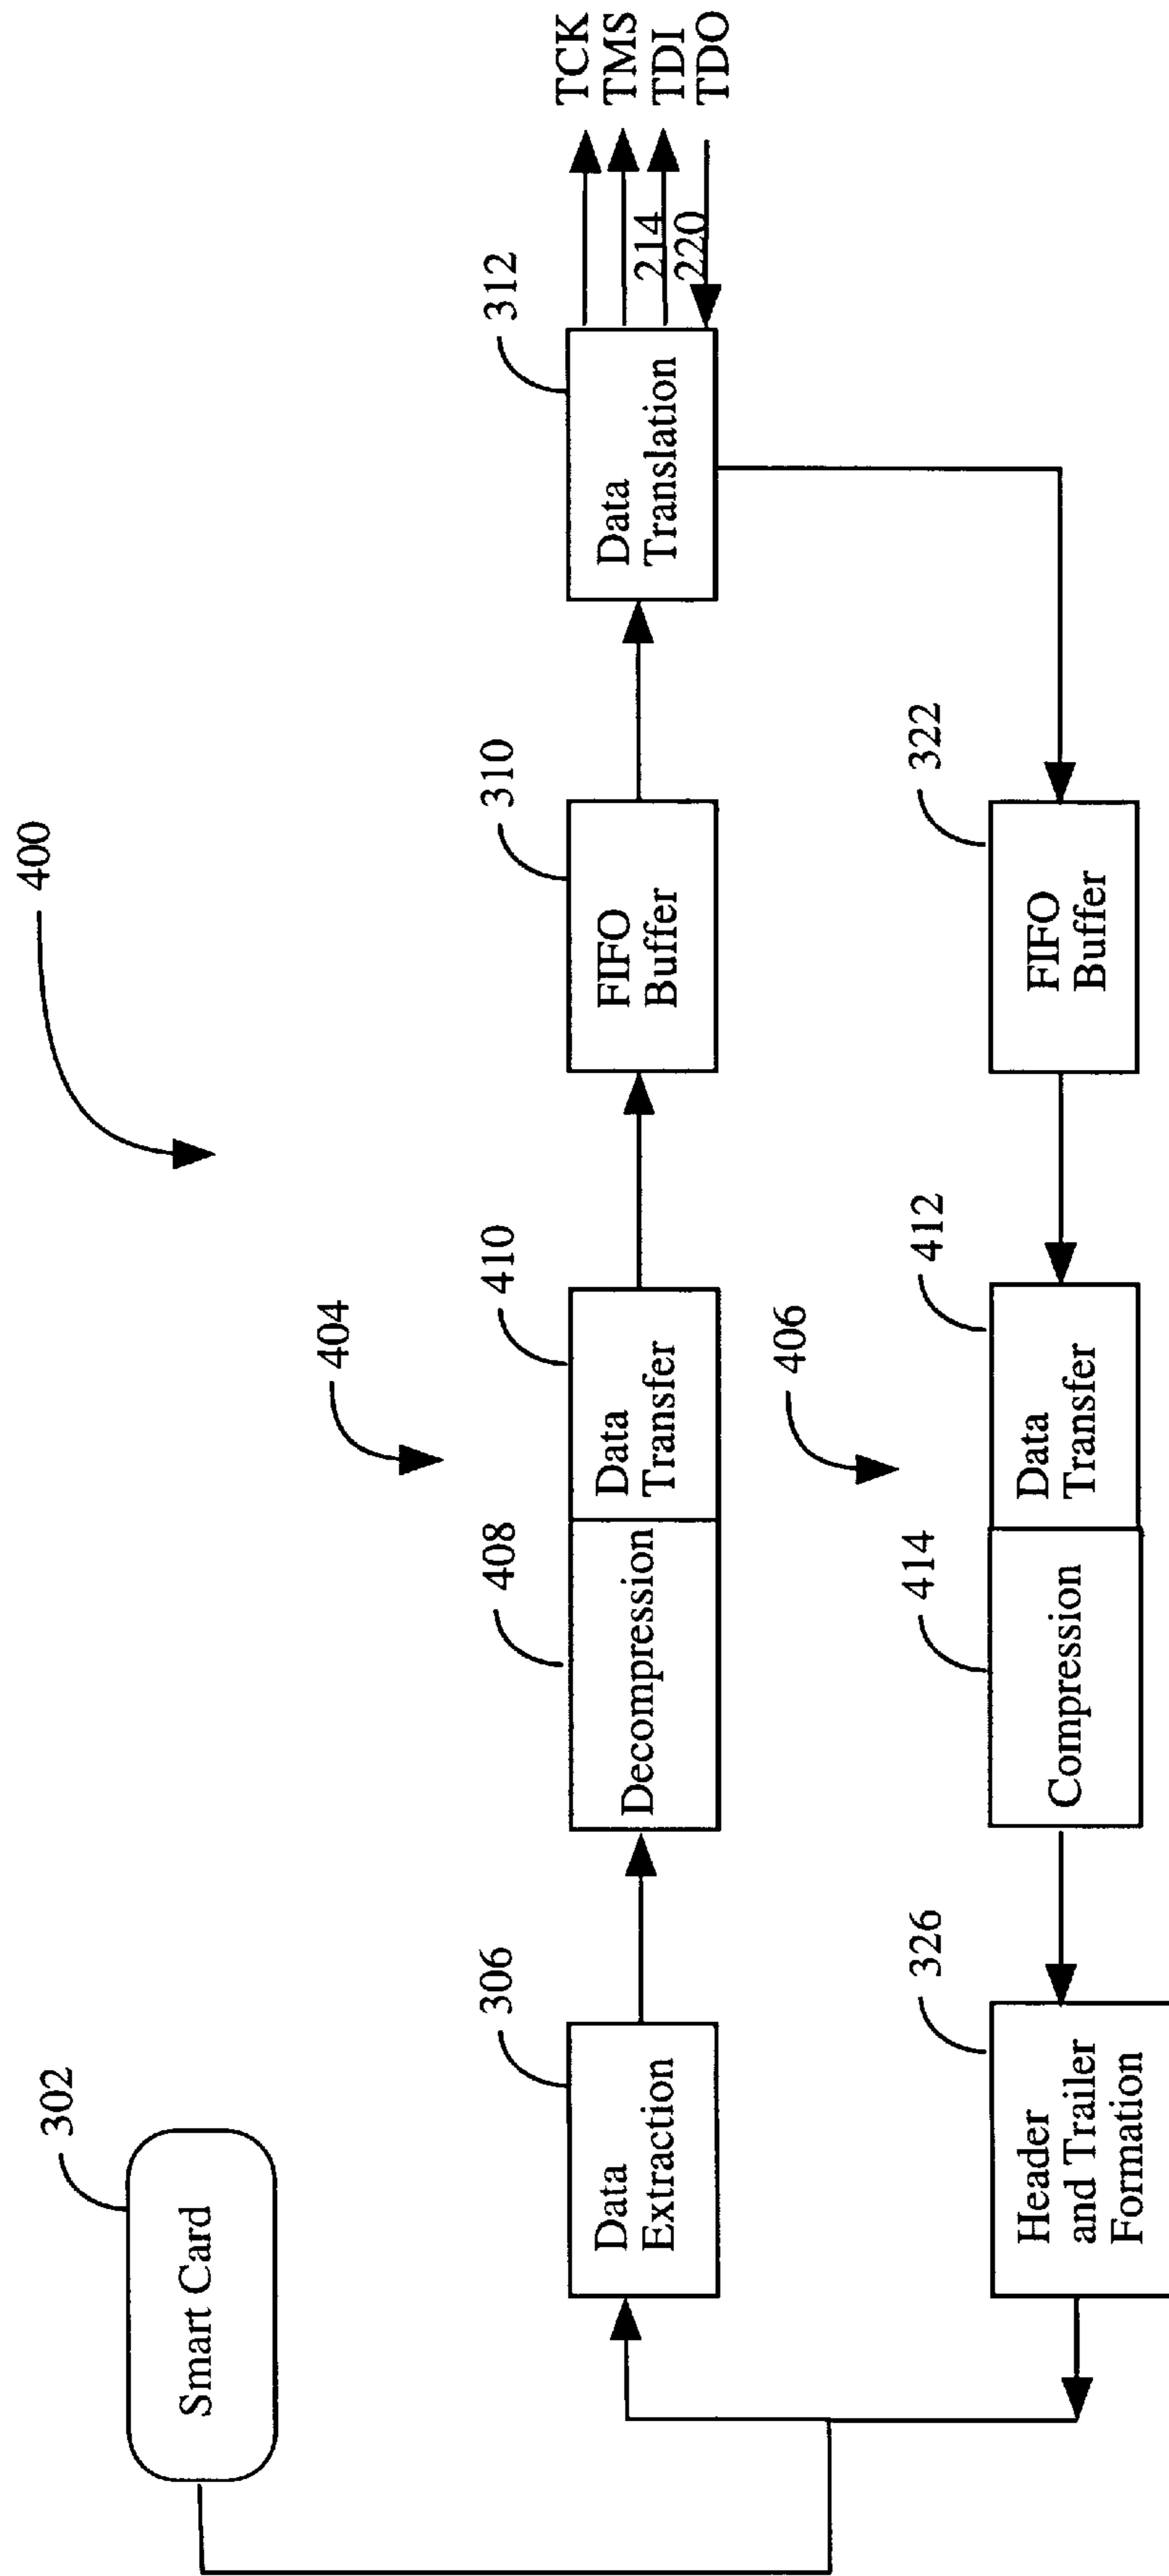 400
302
Smart Card
404
306
408
410
310
312
Data
Extraction
Decompression
Data
Transfer
FIFO
Buffer
Data
Translation
TCK
TMS
214
TDI
220
TDO
406
326
414
412
322
Header
and Trailer
Formation
Compression
Data
Transfer
FIFO
Buffer